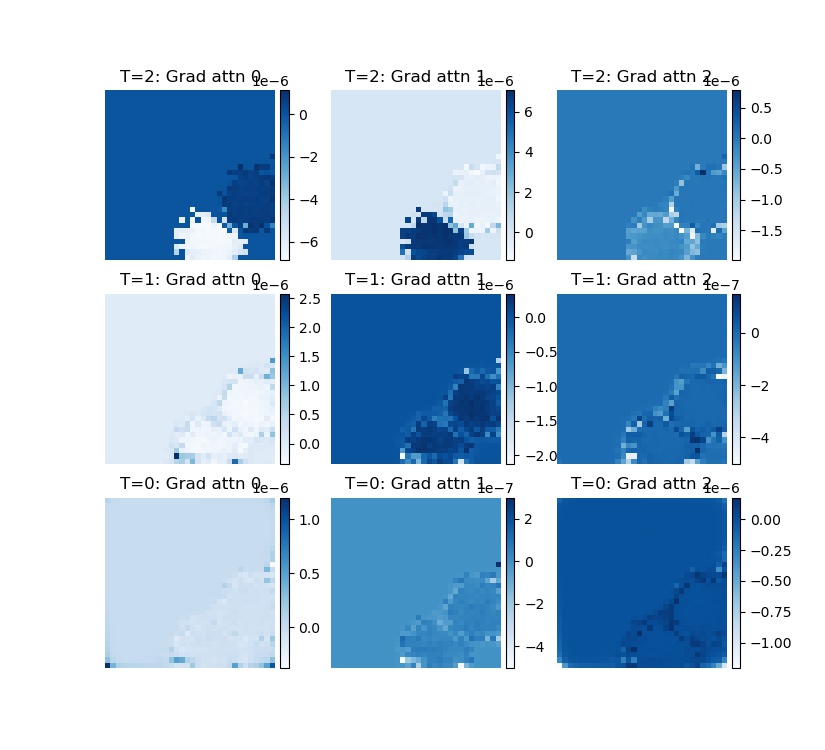 T=2: Grad attn 0
1e−6
T=2: Grad attn 1
1e−6
T=2: Grad attn 2
1e−6
0
−2
−4
−6
6
4
2
0
0.5
0.0
−0.5
−1.0
−1.5
T=1: Grad attn 0
1e−6
T=1: Grad attn 1
1e−6
T=1: Grad attn 2
1e−7
2.5
2.0
1.5
1.0
0.5
0.0
0.0
−0.5
−1.0
−1.5
−2.0
0
−2
−4
T=0: Grad attn 0
1e−6
T=0: Grad attn 1
1e−7
T=0: Grad attn 2
1e−6
1.0
0.5
0.0
2
0
−2
−4
0.00
−0.25
−0.50
−0.75
−1.00